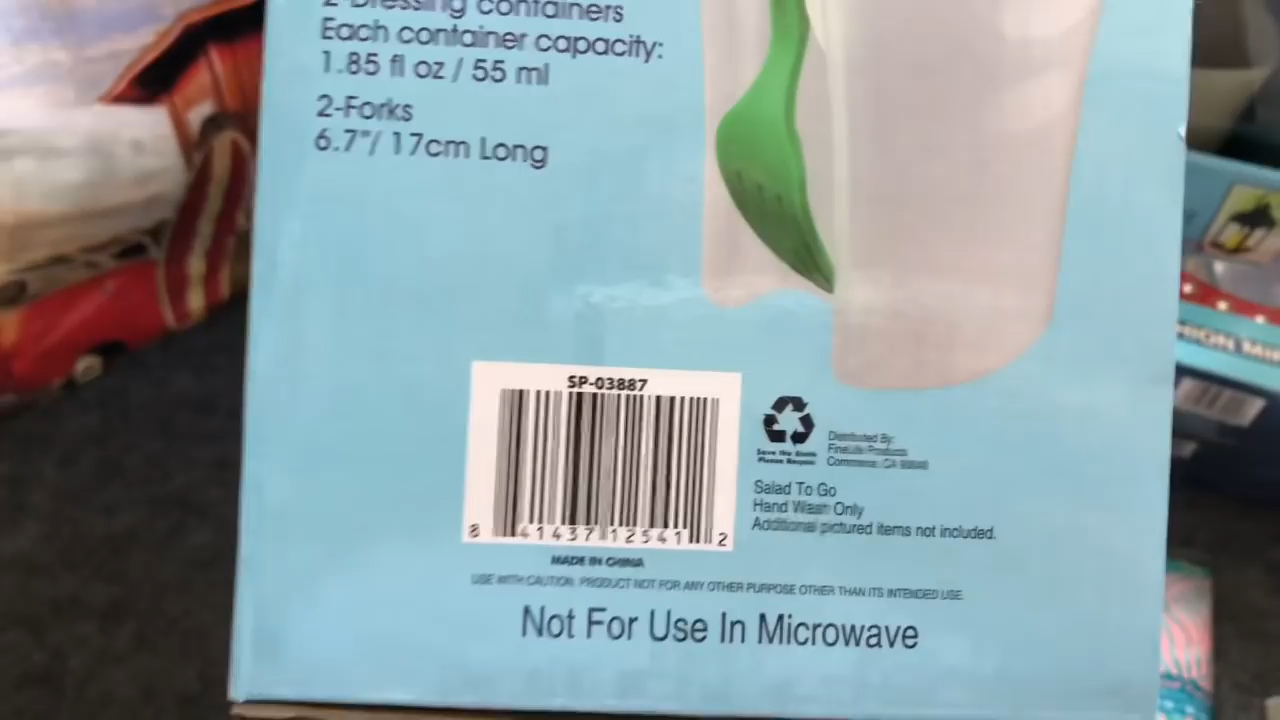 2-Dressing containers
Each container capacity:
1.85 fl oz / 55 ml
2-Forks
6.7"/ 17cm Long
SP-03887
8 41437 12541 2
MADE IN CHINA
Save the Earth
Please Recycle
Distributed By:
FineLife Products
Commerce, CA
Salad To Go
Hand Wash Only
Additional pictured items not included.
USE WITH CAUTION. PRODUCT NOT FOR ANY OTHER PURPOSE OTHER THAN ITS INTENDED USE.
Not For Use In Microwave